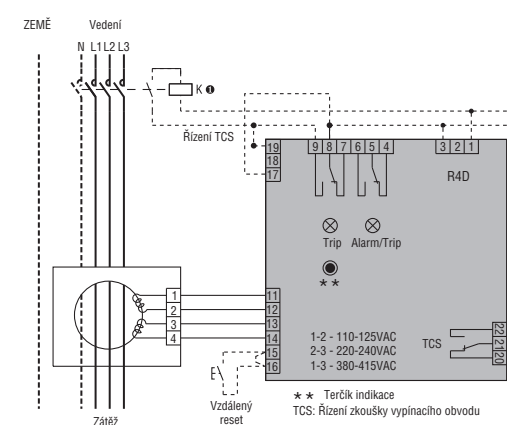 ZEMĚ Vedení
N L1 L2 L3
K ❶
Řízení TCS
19
18
17
9 8 7 6 5 4
3 2 1
R4D
Trip Alarm/Trip
* *
1
2
3
4
11
12
13
14
15
16
1-2 - 110-125VAC
2-3 - 220-240VAC
1-3 - 380-415VAC
TCS
22
21
20
Vzdálený
reset
* * Terčík indikace
TCS: Řízení zkoušky vypínacího obvodu
Zátěž